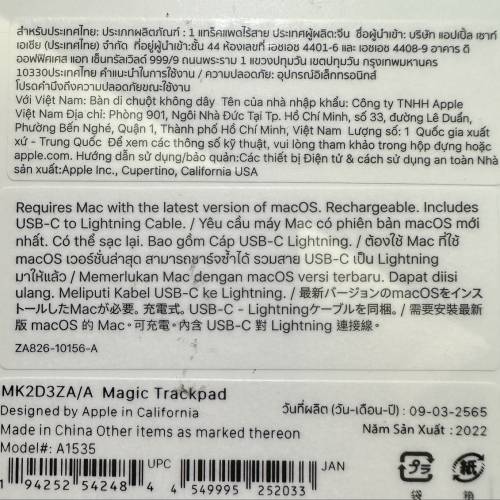 สำหรับประเทศไทย: ประเภทผลิตภัณฑ์ : 1 แทร็คแพดไร้สาย ประเทศผู้ผลิต:จีน ชื่อผู้นำเข้า: บริษัท แอปเปิ้ล เซาท์
เอเชีย (ประเทศไทย) จำกัด ที่อยู่ผู้นำเข้า:ชั้น 44 ห้องเลขที่ เอชเอช 4401-6 และ เอชเอช 4408-9 อาคาร ดิ
ออฟฟิศเศส แอท เซ็นทรัลเวิลด์ 999/9 ถนนพระราม 1 แขวงปทุมวัน เขตปทุมวัน กรุงเทพมหานคร
10330ประเทศไทย คำแนะนำในการใช้งาน / ความปลอดภัย: อุปกรณ์อิเล็กทรอนิกส์
โปรดคำนึงถึงความปลอดภัยขณะใช้งาน
Với Việt Nam: Bàn di chuột không dây Tên của nhà nhập khẩu: Công ty TNHH Apple
Việt Nam Địa chỉ: Phòng 901, Ngôi Nhà Đức Tại Tp. Hồ Chí Minh, số 33, đường Lê Duẩn,
Phường Bến Nghé, Quận 1, Thành phố Hồ Chí Minh, Việt Nam Lượng số: 1 Quốc gia xuất
xứ - Trung Quốc Để xem các thông số kỹ thuật, vui lòng tham khảo trong hộp đựng hoặc
apple.com. Hướng dẫn sử dụng/bảo quản:Các thiết bị Điện tử & cách sử dụng an toàn Nhà
sản xuất:Apple Inc., Cupertino, California USA
Requires Mac with the latest version of macOS. Rechargeable. Includes
USB-C to Lightning Cable. / Yêu cầu máy Mac có phiên bản macOS mới
nhất. Có thể sạc lại. Bao gồm Cáp USB-C Lightning. / ต้องใช้ Mac ที่ใช้
macOS เวอร์ชั่นล่าสุด สามารถชาร์จซ้ำได้ รวมสาย USB-C เป็น Lightning
มาให้แล้ว / Memerlukan Mac dengan macOS versi terbaru. Dapat diisi
ulang. Meliputi Kabel USB-C ke Lightning. / 最新バージョンのmacOSをインス
トールしたMacが必要。充電式。USB-C - Lightningケーブルを同梱。/ 需要安裝最新
版 macOS 的 Mac。可充電。內含 USB-C 對 Lightning 連接線。
ZA826-10156-A
MK2D3ZA/A Magic Trackpad
Designed by Apple in California
วันที่ผลิต (วัน-เดือน-ปี) : 09-03-2565
Made in China Other items as marked thereon
Năm Sản Xuất : 2022
Model#: A1535
UPC
JAN
1 94252 54248 4
4 549995 252033
プラ
紙
袋